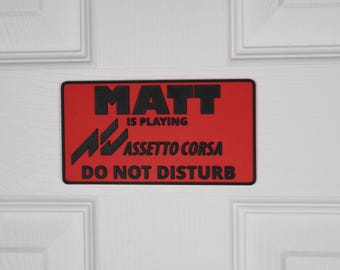 MATT
IS PLAYING
ASSETTO CORSA
DO NOT DISTURB